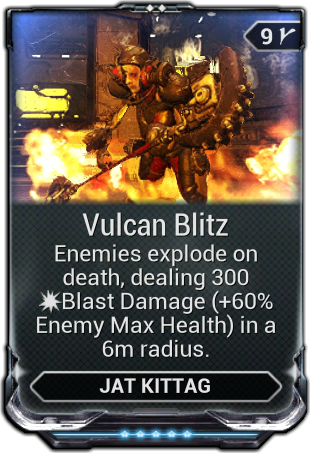 9
Vulcan Blitz
Enemies explode on
death, dealing 300
Blast Damage (+60%
Enemy Max Health) in a
6m radius.
JAT KITTAG